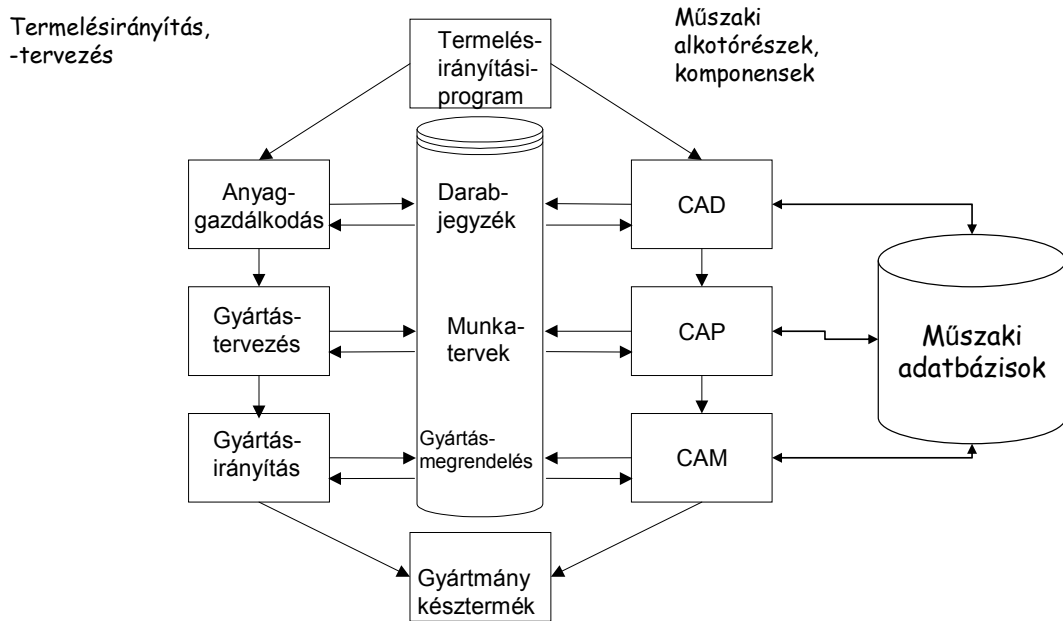 Termelésirányítás,
-tervezés
Termelés-
irányítási-
program
Műszaki
alkotórészek,
komponensek
Anyag-
gazdálkodás
Darab-
jegyzék
CAD
Gyártás-
tervezés
Munka-
tervek
CAP
Műszaki
adatbázisok
Gyártás-
irányítás
Gyártás-
megrendelés
CAM
Gyártmány
késztermék